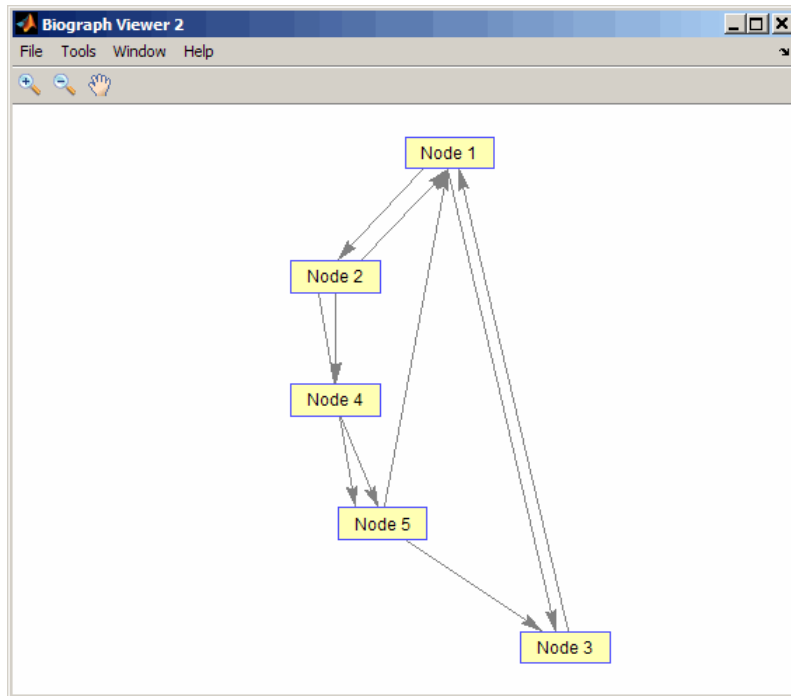 Biograph Viewer 2
File Tools Window Help
Node 1
Node 2
Node 4
Node 5
Node 3